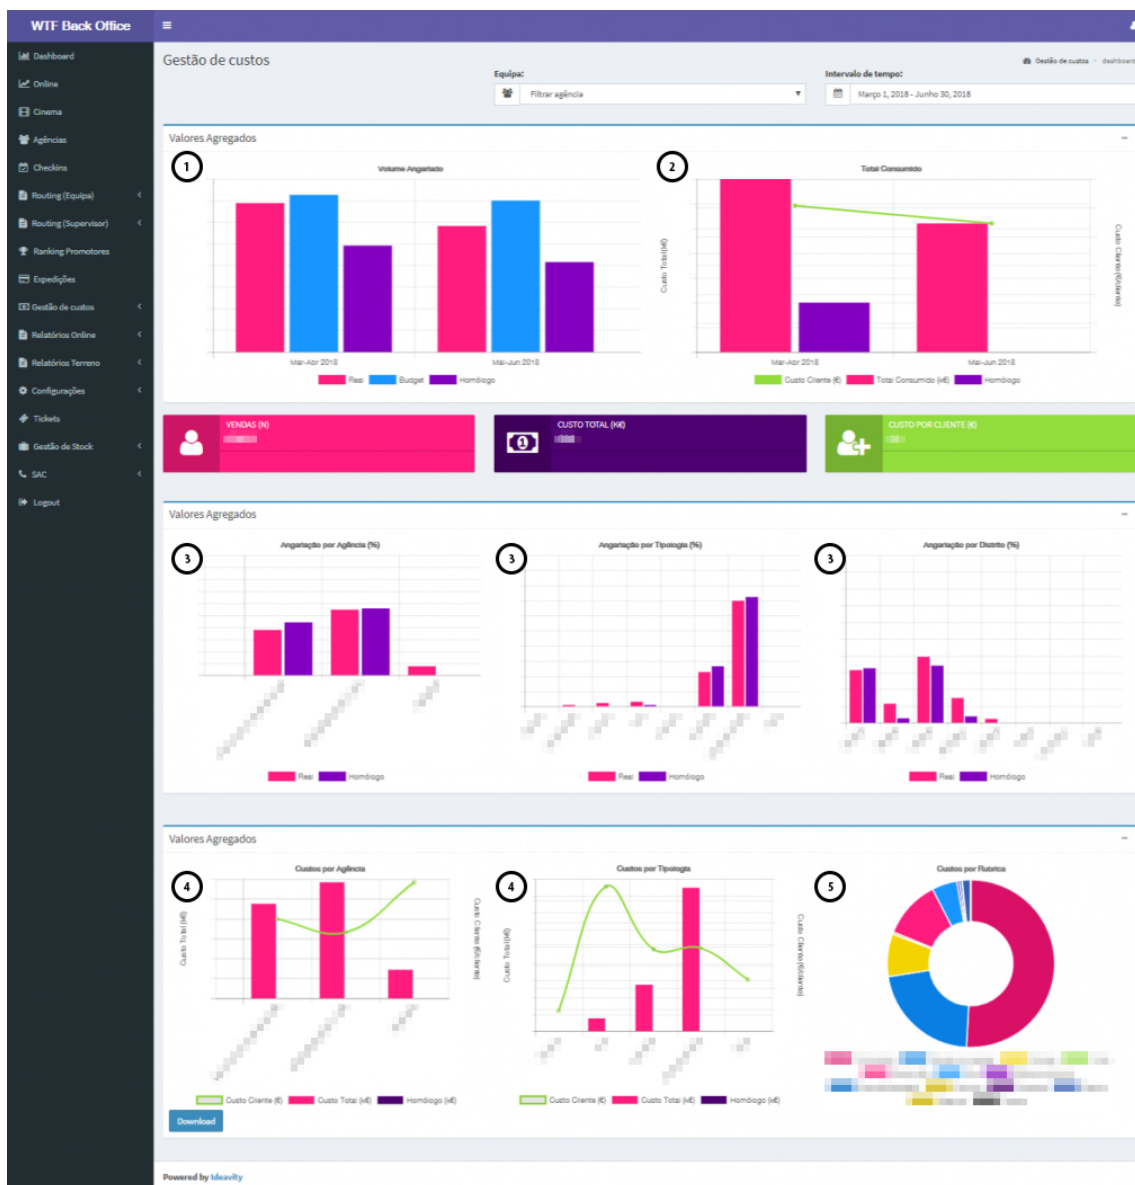 WTF Back Office
Dashboard
Online
Cinema
Agências
Checkins
Routing (Equipa)
Routing (Supervisor)
Ranking Promotores
Expedições
Gestão de custos
Relatórios Online
Relatórios Terreno
Configurações
Tickets
Gestão de Stock
SAC
Logout
Gestão de custos
Gestão de custos > dashboard
Equipa:
Filtrar agência
Intervalo de tempo:
Março 1, 2018 - Junho 30, 2018
Valores Agregados
1
Volume Angariado
Mar-Abr 2018 Mai-Jun 2018
Real Budget Homólogo
2
Total Consumido
Custo Total (k€)
Custo Cliente (€/cliente)
Mar-Abr 2018 Mai-Jun 2018
Custo Cliente (€) Total Consumido (k€) Homólogo
VENDAS (N)
CUSTO TOTAL (K€)
CUSTO POR CLIENTE (€)
Valores Agregados
3
Angariação por Agência (%)
Real Homólogo
3
Angariação por Tipologia (%)
Real Homólogo
3
Angariação por Distrito (%)
Real Homólogo
Valores Agregados
4
Custos por Agência
Custo Total (k€)
Custo Cliente (€/cliente)
Custo Cliente (€) Custo Total (k€) Homólogo (k€)
4
Custos por Tipologia
Custo Total (k€)
Custo Cliente (€/cliente)
Custo Cliente (€) Custo Total (k€) Homólogo (k€)
5
Custos por Rubrica
Download
Powered by Ideavity